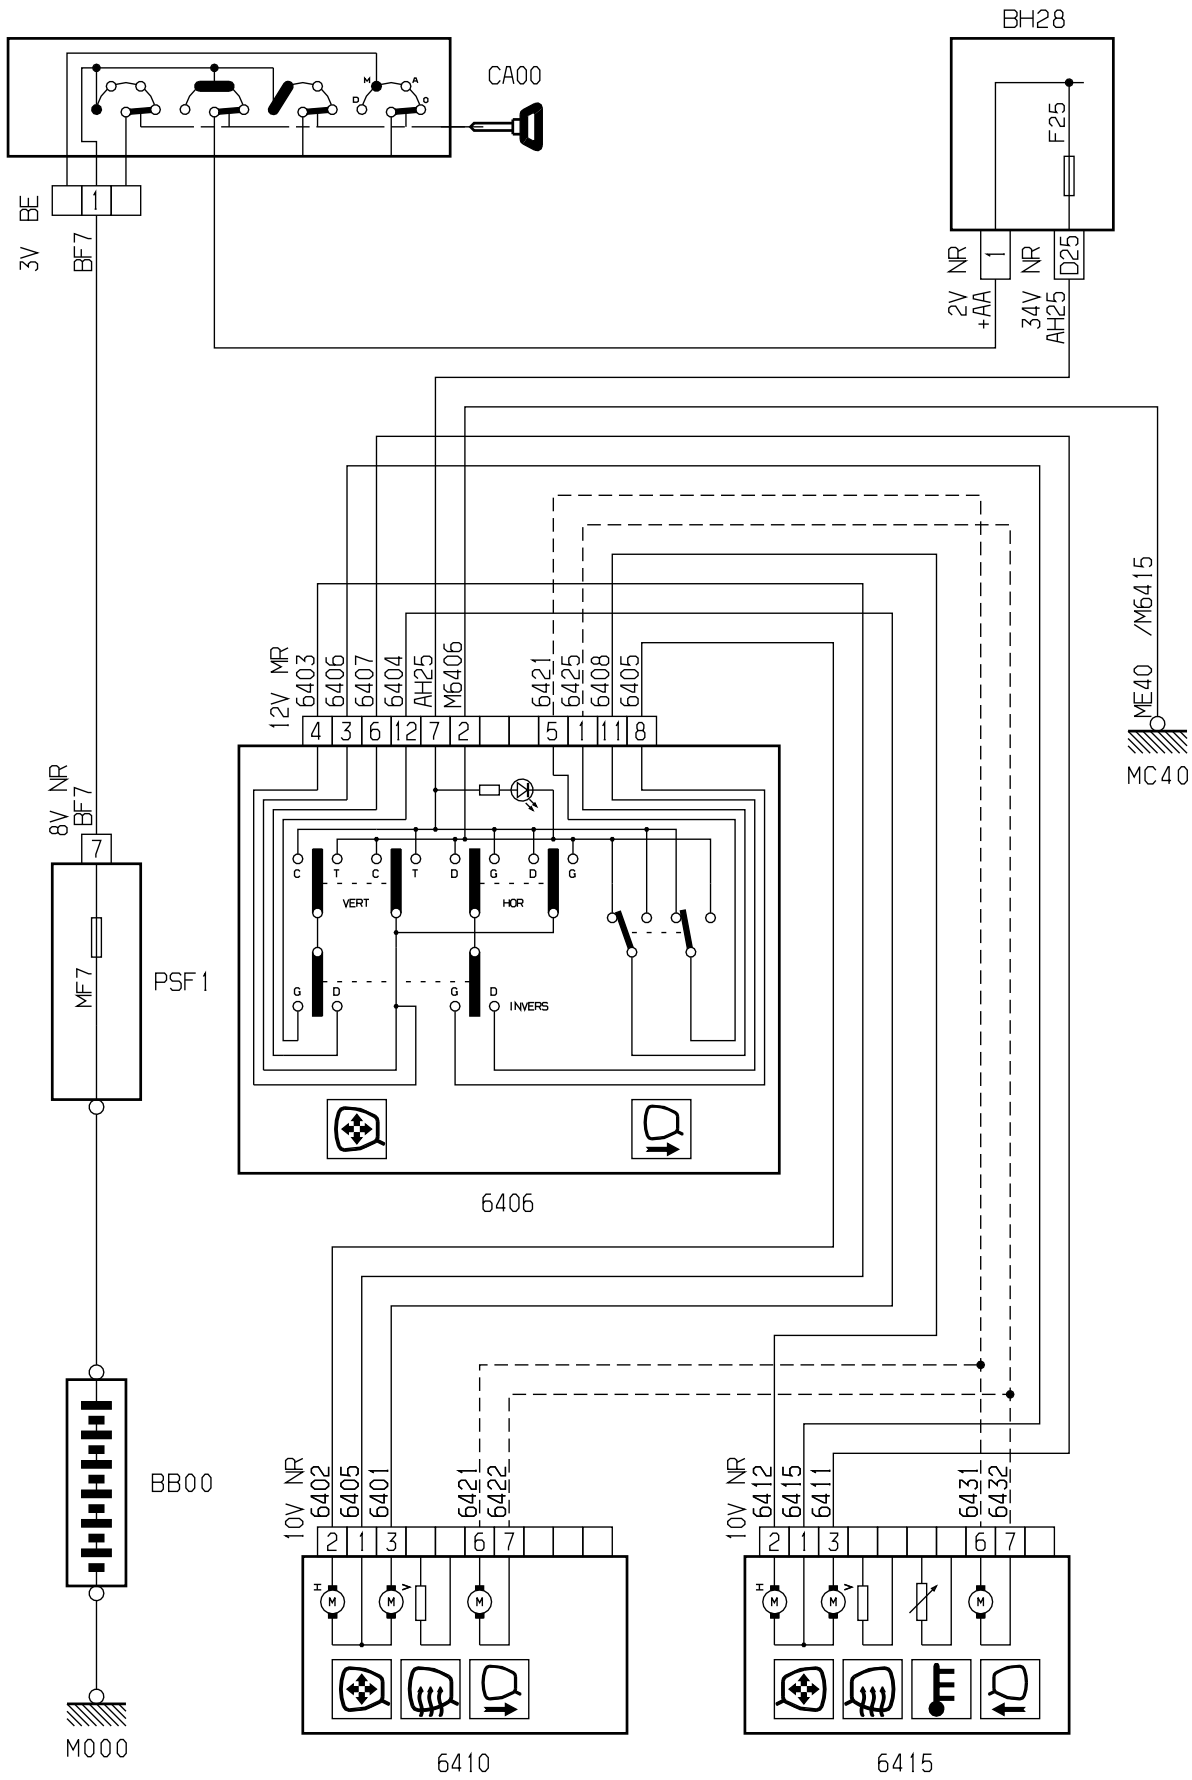 BH28
CA00
M
A
D
O
F25
3V BE
1
BF7
2V NR
+AA
1
34V NR
AH25
D25
12V MR
6403
6406
6407
6404
AH25
M6406
6421
6425
6408
6405
4
3
6
12
7
2
5
1
11
8
ME40 /M6415
MC40
8V NR
BF7
7
MF7
PSF1
C
T
C
T
D
G
D
G
VERT
HOR
G
D
G
D
INVERS
6406
BB00
M000
10V NR
6402
6405
6401
6421
6422
2
1
3
6
7
H
M
M
V
M
6410
10V NR
6412
6415
6411
6431
6432
2
1
3
6
7
H
M
M
V
M
6415